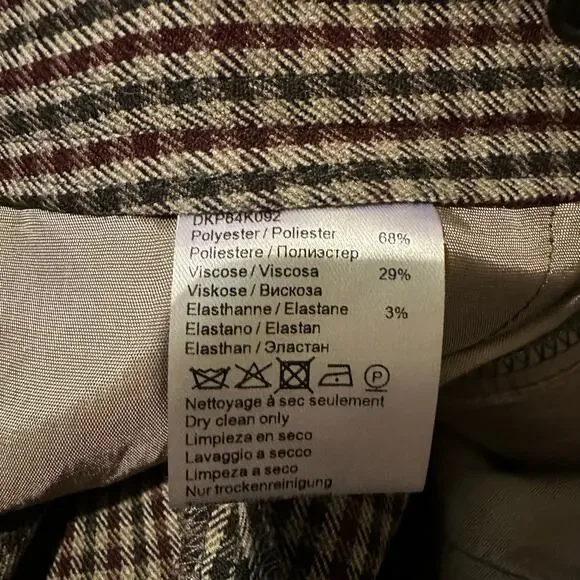 DKP64K092
Polyester / Poliester 68%
Poliestere / Полиэстер
Viscose / Viscosa 29%
Viskose / Вискоза
Elasthanne / Elastane 3%
Elastano / Elastan
Elasthan / Эластан
P
Nettoyage à sec seulement
Dry clean only
Limpieza en seco
Lavaggio a secco
Limpeza a seco
Nur trockenreinigung